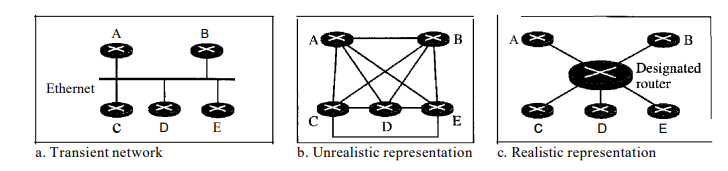 A B
Ethernet
C D E
a. Transient network
A B
C D E
b. Unrealistic representation
A B
Designated
router
C D E
c. Realistic representation